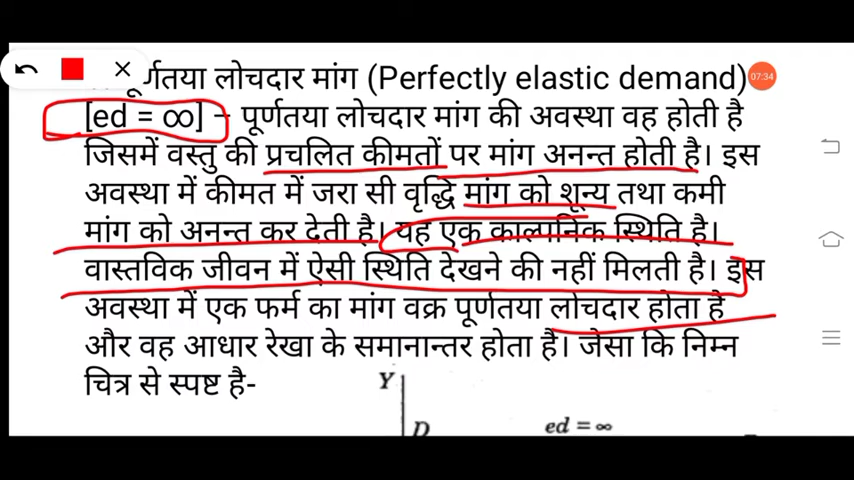 पूर्णतया लोचदार मांग (Perfectly elastic demand)
07:34
[ed = ∞] – पूर्णतया लोचदार मांग की अवस्था वह होती है
जिसमें वस्तु की प्रचलित कीमतों पर मांग अनन्त होती है। इस
अवस्था में कीमत में जरा सी वृद्धि मांग को शून्य तथा कमी
मांग को अनन्त कर देती है। यह एक काल्पनिक स्थिति है।
वास्तविक जीवन में ऐसी स्थिति देखने की नहीं मिलती है। इस
अवस्था में एक फर्म का मांग वक्र पूर्णतया लोचदार होता है
और वह आधार रेखा के समानान्तर होता है। जेसा कि निम्न
चित्र से स्पष्ट है-
Y
D
ed = ∞